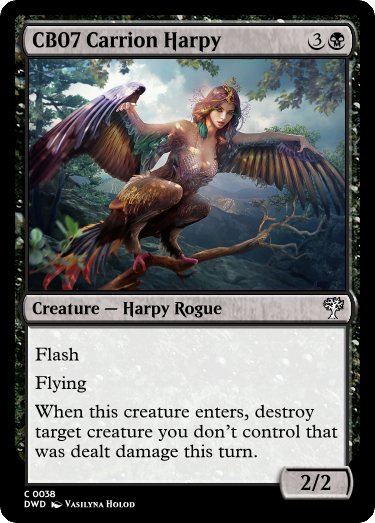 CB07 Carrion Harpy 3
Creature — Harpy Rogue
Flash
Flying
When this creature enters, destroy
target creature you don't control that
was dealt damage this turn.
2/2
C 0038
DWD Vasilyna Holod